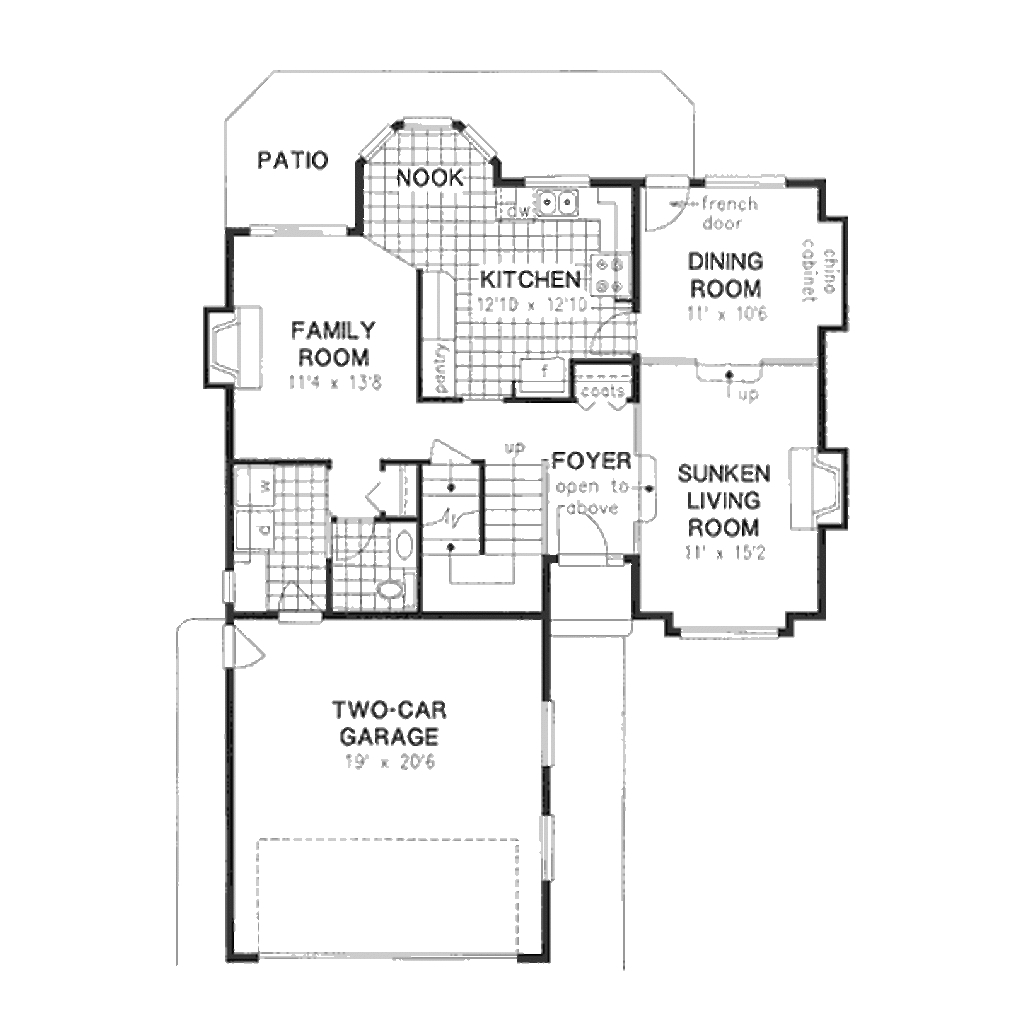 PATIO
NOOK
dw
french
door
KITCHEN
12'10 x 12'10
DINING
ROOM
11' x 10'6
china
cabinet
FAMILY
ROOM
11'4 x 13'8
pantry
f
coats
up
up
FOYER
open to
above
SUNKEN
LIVING
ROOM
11' x 15'2
w
d
TWO-CAR
GARAGE
19' x 20'6